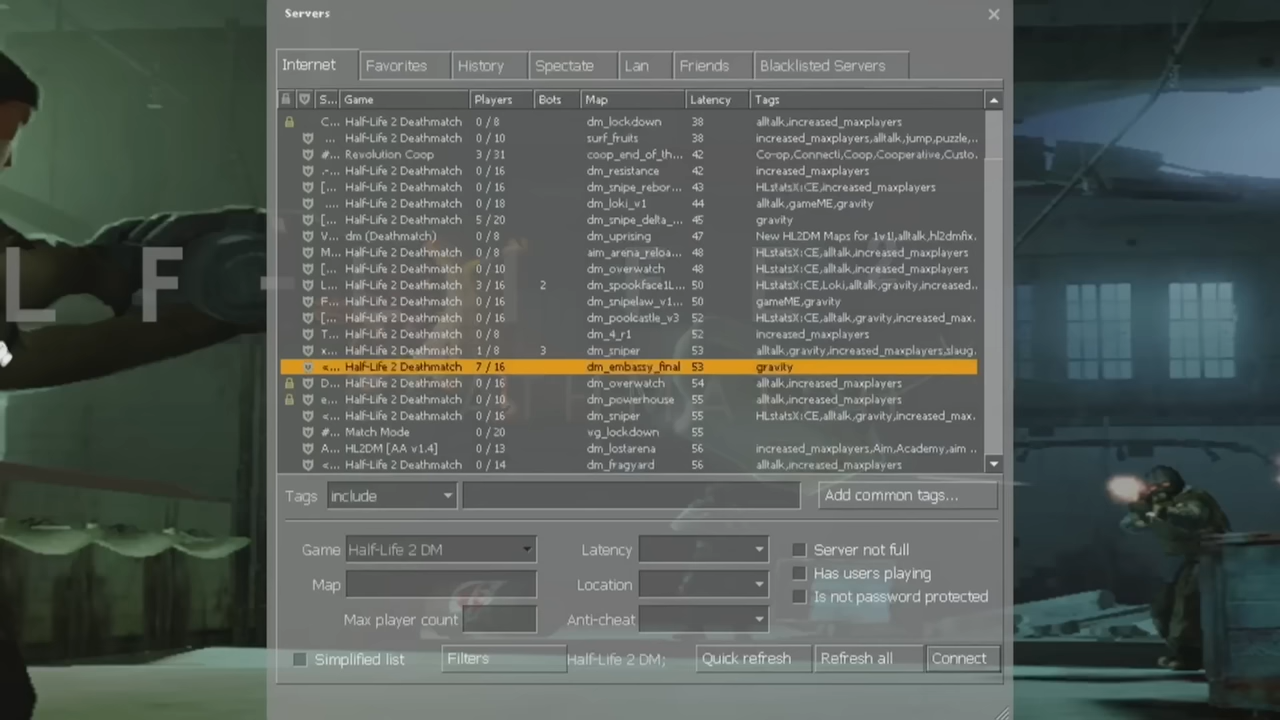 Servers
Internet Favorites History Spectate Lan Friends Blacklisted Servers
S... Game Players Bots Map Latency Tags
C... Half-Life 2 Deathmatch 0 / 8 dm_lockdown 38 alltalk,increased_maxplayers
... Half-Life 2 Deathmatch 0 / 10 surf_fruits 38 increased_maxplayers,alltalk,jump,puzzle,...
#... Revolution Coop 3 / 31 coop_end_of_th... 42 Co-op,Connecti,Coop,Cooperative,Custo.
.-... Half-Life 2 Deathmatch 0 / 16 dm_resistance 42 increased_maxplayers
[... Half-Life 2 Deathmatch 0 / 16 dm_snipe_rebor... 43 HLstatsX:CE,increased_maxplayers
.... Half-Life 2 Deathmatch 0 / 18 dm_loki_v1 44 alltalk,gameME,gravity
[... Half-Life 2 Deathmatch 5 / 20 dm_snipe_delta_... 45 gravity
V... dm (Deathmatch) 0 / 8 dm_uprising 47 New HL2DM Maps for 1v1!,alltalk,hl2dmfix.
M... Half-Life 2 Deathmatch 0 / 8 aim_arena_reloa... 48 HLstatsX:CE,alltalk,increased_maxplayers
[... Half-Life 2 Deathmatch 0 / 10 dm_overwatch 48 HLstatsX:CE,alltalk,increased_maxplayers
L... Half-Life 2 Deathmatch 3 / 16 2 dm_spookface1L... 50 HLstatsX:CE,Loki,alltalk,gravity,increased..
F... Half-Life 2 Deathmatch 0 / 16 dm_snipelaw_v1... 50 gameME,gravity
[... Half-Life 2 Deathmatch 0 / 16 dm_poolcastle_v3 52 HLstatsX:CE,alltalk,gravity,increased_max.
T... Half-Life 2 Deathmatch 0 / 8 dm_4_r1 52 increased_maxplayers
x... Half-Life 2 Deathmatch 1 / 8 3 dm_sniper 53 alltalk,gravity,increased_maxplayers,slaug.
<... Half-Life 2 Deathmatch 7 / 16 dm_embassy_final 53 gravity
D... Half-Life 2 Deathmatch 0 / 16 dm_overwatch 54 alltalk,increased_maxplayers
e... Half-Life 2 Deathmatch 0 / 10 dm_powerhouse 55 alltalk,increased_maxplayers
<... Half-Life 2 Deathmatch 0 / 16 dm_sniper 55 HLstatsX:CE,alltalk,gravity,increased_max.
#... Match Mode 0 / 20 vg_lockdown 55
A... HL2DM [AA v1.4] 0 / 13 dm_lostarena 56 increased_maxplayers,Aim,Academy,aim ..
<... Half-Life 2 Deathmatch 0 / 14 dm_fragyard 56 alltalk,increased_maxplayers
Tags include Add common tags...
Game Half-Life 2 DM Latency Server not full
Has users playing
Map Location Is not password protected
Max player count Anti-cheat
Simplified list Filters Half-Life 2 DM; Quick refresh Refresh all Connect
L F -